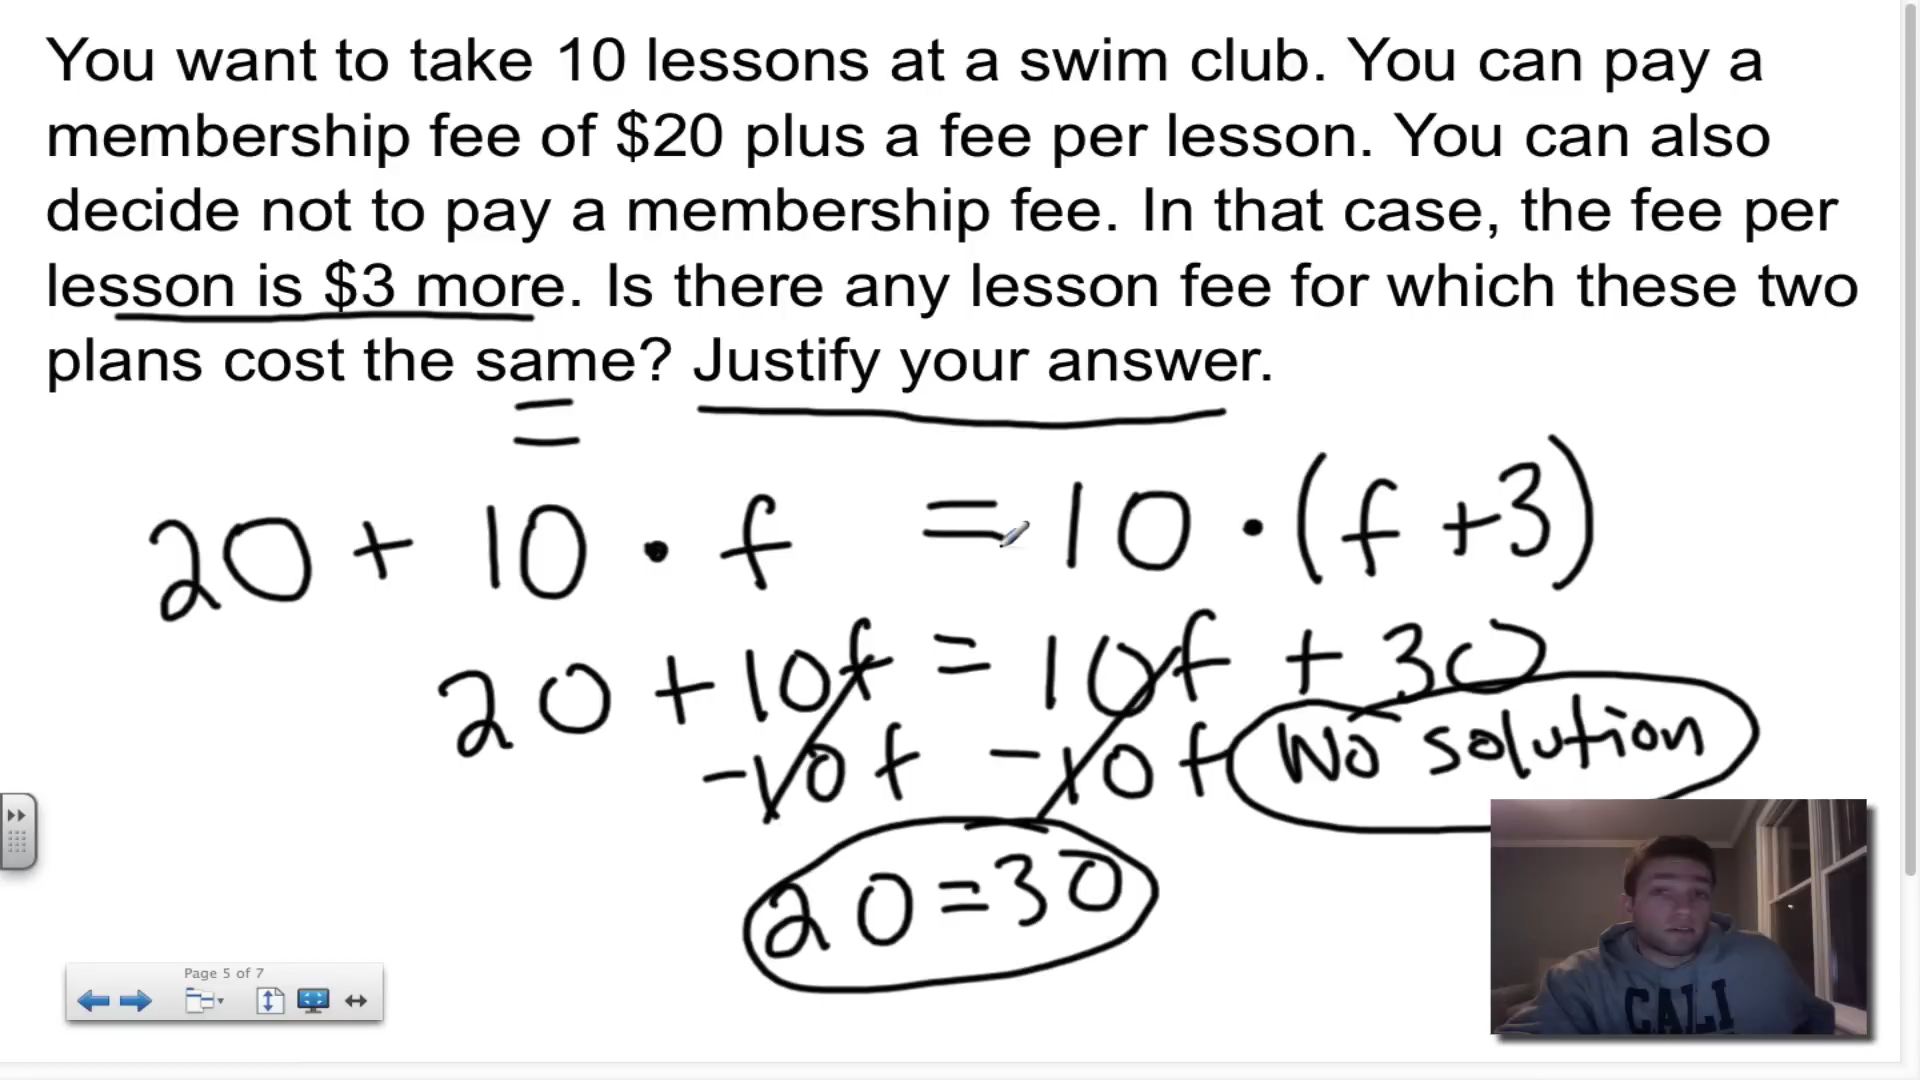 You want to take 10 lessons at a swim club. You can pay a
membership fee of $20 plus a fee per lesson. You can also
decide not to pay a membership fee. In that case, the fee per
lesson is $3 more. Is there any lesson fee for which these two
plans cost the same? Justify your answer.
=
20 + 10 • f = 10 • (f + 3)
20 + 10f = 10f + 30
-10f -10f No solution
20 = 30
Page 5 of 7
CALI